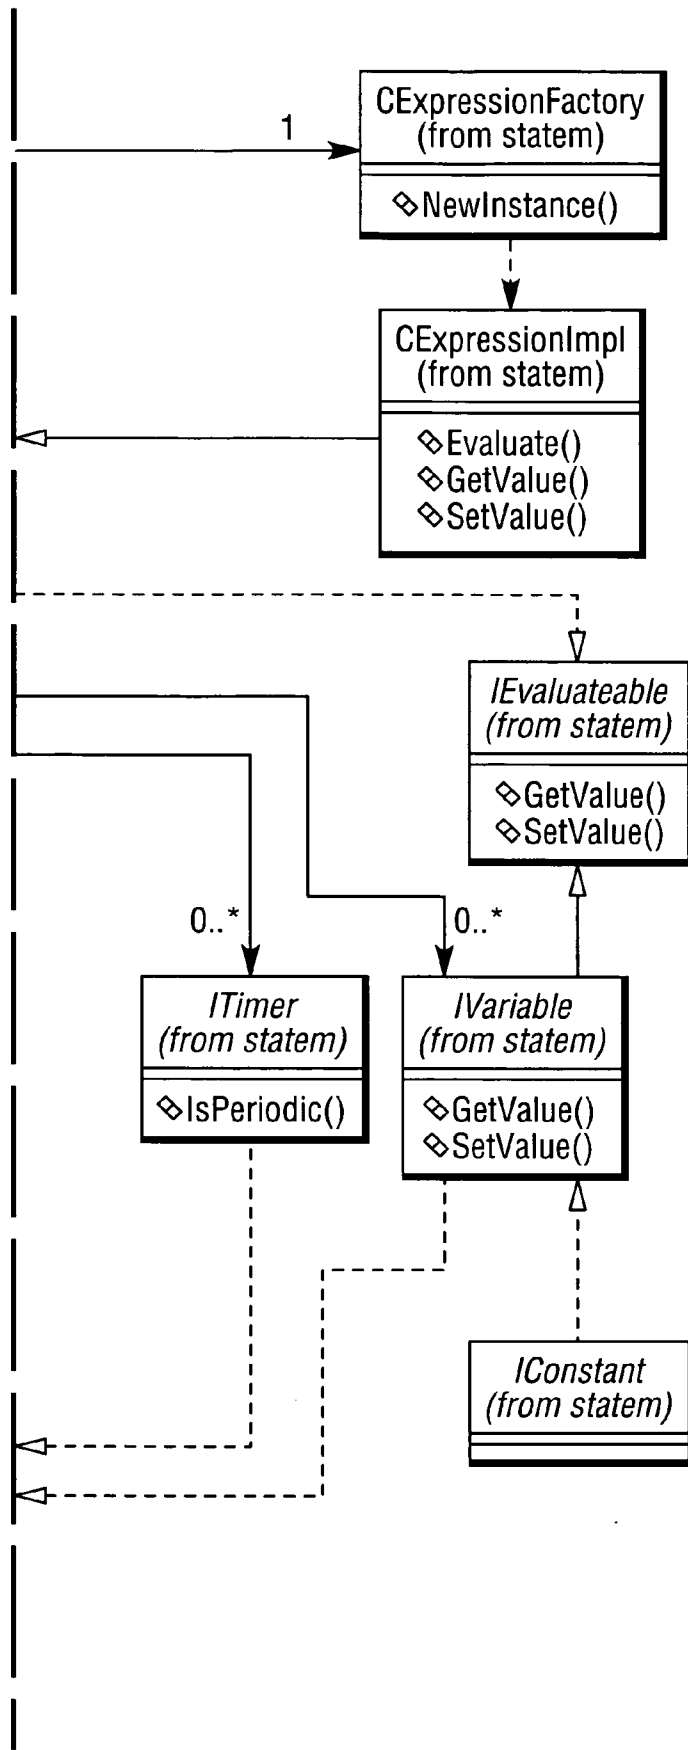 1
CExpressionFactory
(from statem)
NewInstance()
CExpressionImpl
(from statem)
Evaluate()
GetValue()
SetValue()
IEvaluateable
(from statem)
GetValue()
SetValue()
0..*
0..*
ITimer
(from statem)
IsPeriodic()
IVariable
(from statem)
GetValue()
SetValue()
IConstant
(from statem)